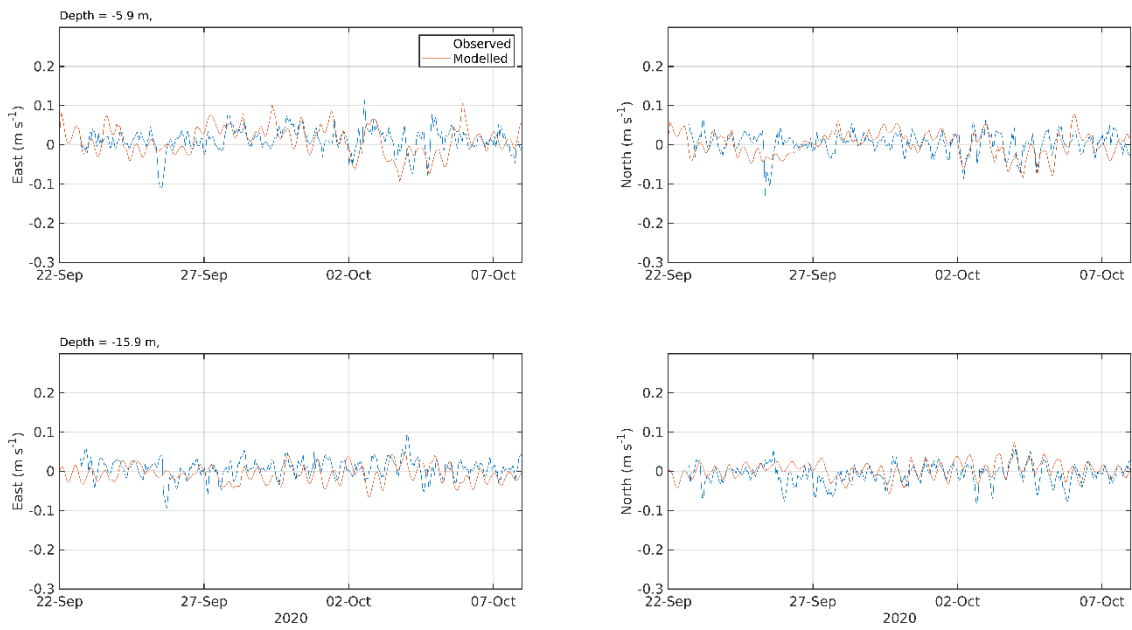 Depth = -5.9 m,
Observed
Modelled
0.2
0.1
0
-0.1
-0.2
-0.3
East (m s-1)
22-Sep 27-Sep 02-Oct 07-Oct
0.2
0.1
0
-0.1
-0.2
-0.3
North (m s-1)
22-Sep 27-Sep 02-Oct 07-Oct
Depth = -15.9 m,
0.2
0.1
0
-0.1
-0.2
-0.3
East (m s-1)
22-Sep 27-Sep 02-Oct 07-Oct
2020
0.2
0.1
0
-0.1
-0.2
-0.3
North (m s-1)
22-Sep 27-Sep 02-Oct 07-Oct
2020